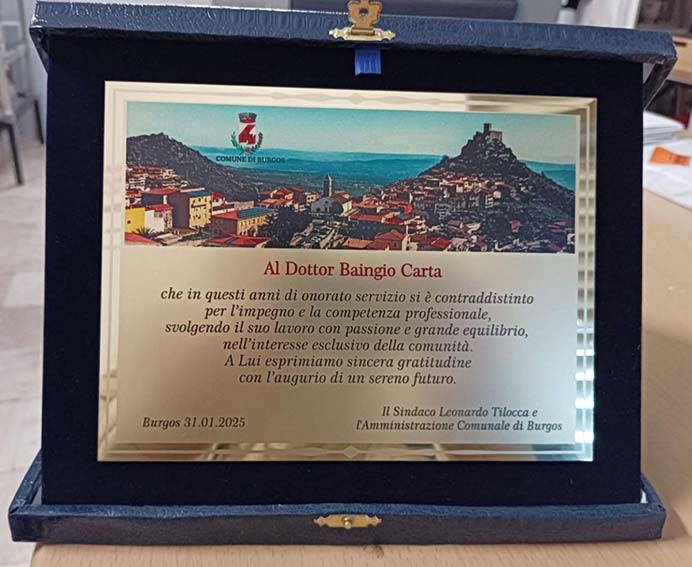 COMUNE DI BURGOS
Al Dottor Baingio Carta
che in questi anni di onorato servizio si è contraddistinto
per l'impegno e la competenza professionale,
svolgendo il suo lavoro con passione e grande equilibrio,
nell'interesse esclusivo della comunità.
A Lui esprimiamo sincera gratitudine
con l'augurio di un sereno futuro.
Burgos 31.01.2025
Il Sindaco Leonardo Tilocca e
l'Amministrazione Comunale di Burgos